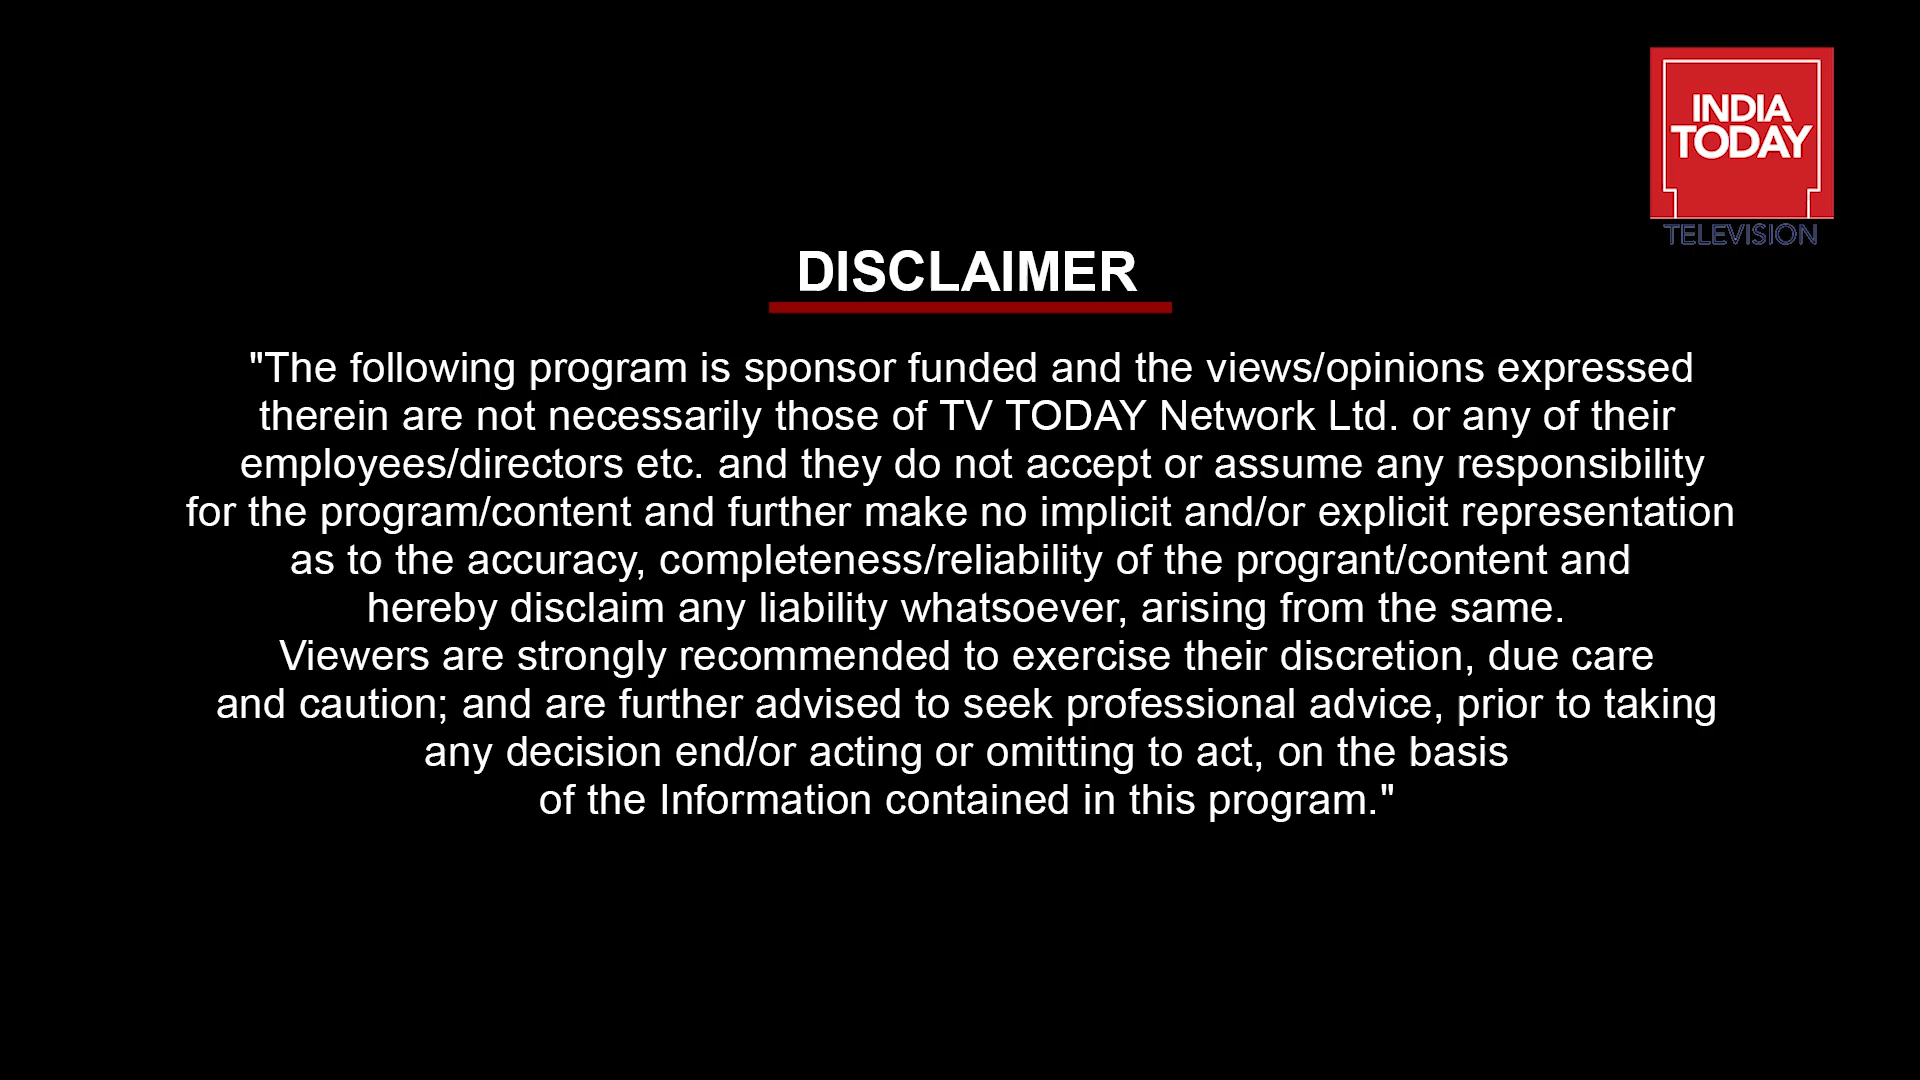 INDIA
TODAY
TELEVISION
DISCLAIMER
"The following program is sponsor funded and the views/opinions expressed
therein are not necessarily those of TV TODAY Network Ltd. or any of their
employees/directors etc. and they do not accept or assume any responsibility
for the program/content and further make no implicit and/or explicit representation
as to the accuracy, completeness/reliability of the progrant/content and
hereby disclaim any liability whatsoever, arising from the same.
Viewers are strongly recommended to exercise their discretion, due care
and caution; and are further advised to seek professional advice, prior to taking
any decision end/or acting or omitting to act, on the basis
of the Information contained in this program."